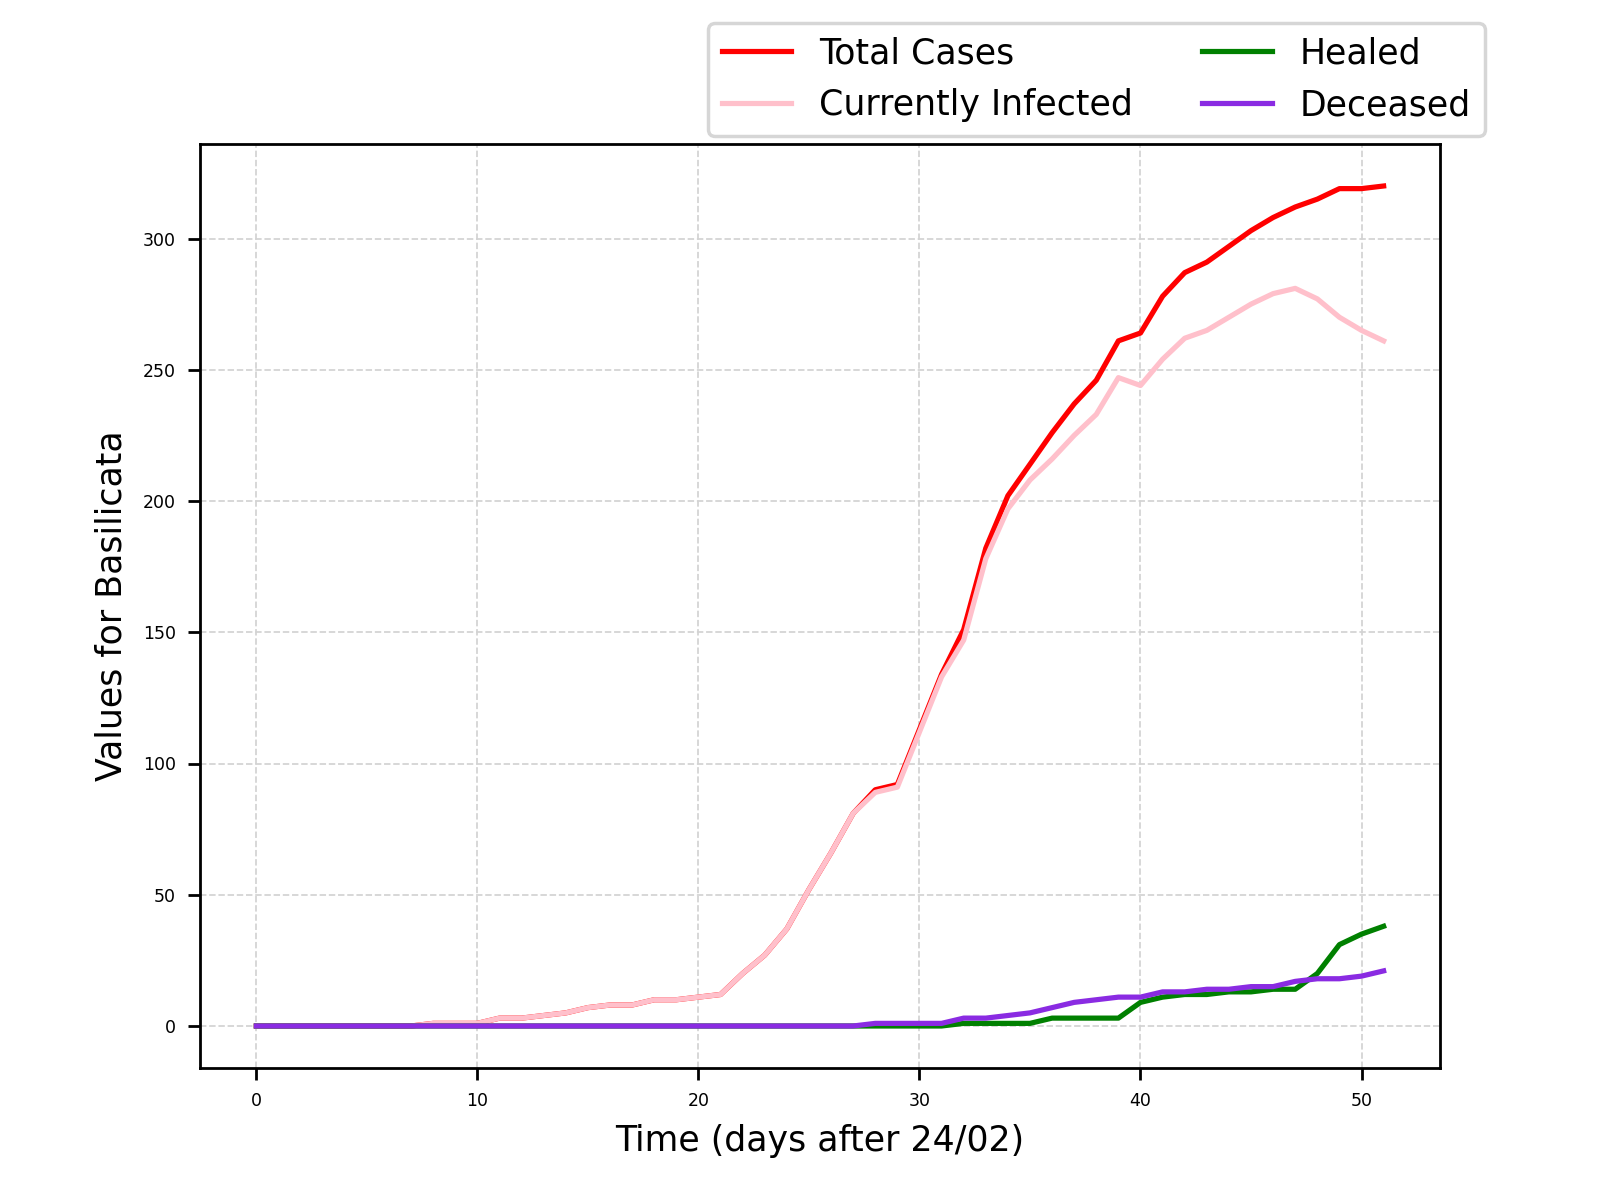 Total Cases
Currently Infected
Healed
Deceased
Values for Basilicata
300
250
200
150
100
50
0
0 10 20 30 40 50
Time (days after 24/02)